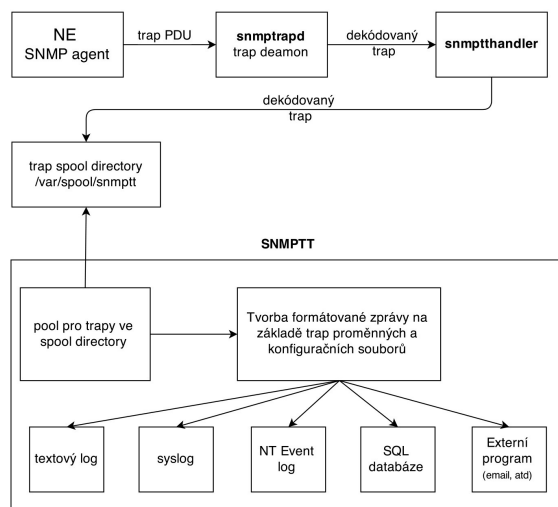 NE
SNMP agent
trap PDU
snmptrapd
trap deamon
dekódovaný
trap
snmptthandler
dekódovaný
trap
trap spool directory
/var/spool/snmptt
SNMPTT
pool pro trapy ve
spool directory
Tvorba formátované zprávy na
základě trap proměnných a
konfiguračních souborů
textový log
syslog
NT Event
log
SQL
databáze
Externí
program
(email, atd)